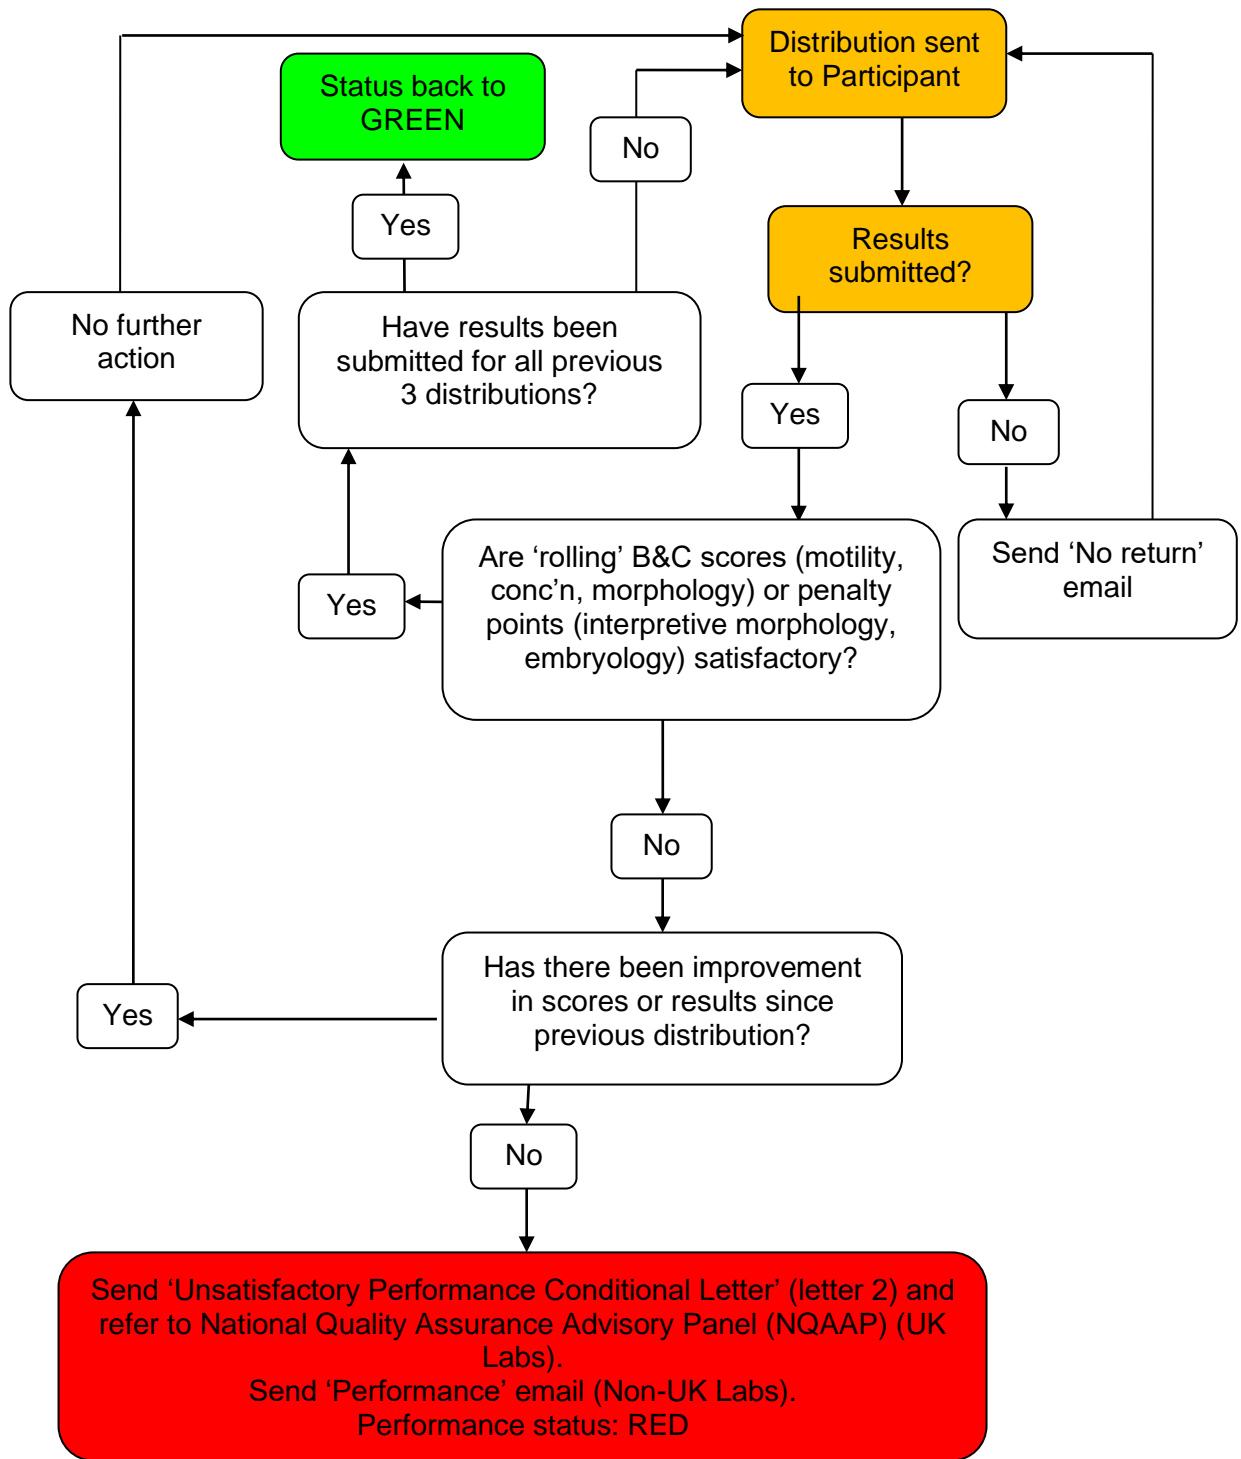 Distribution sent
to Participant
Status back to
GREEN
No
Yes
Results
submitted?
No further
action
Have results been
submitted for all previous
3 distributions?
Yes
No
Are ‘rolling’ B&C scores (motility,
conc’n, morphology) or penalty
points (interpretive morphology,
embryology) satisfactory?
Send ‘No return’
email
Yes
No
Has there been improvement
in scores or results since
previous distribution?
Yes
No
Send ‘Unsatisfactory Performance Conditional Letter’ (letter 2) and
refer to National Quality Assurance Advisory Panel (NQAAP) (UK
Labs).
Send ‘Performance’ email (Non-UK Labs).
Performance status: RED